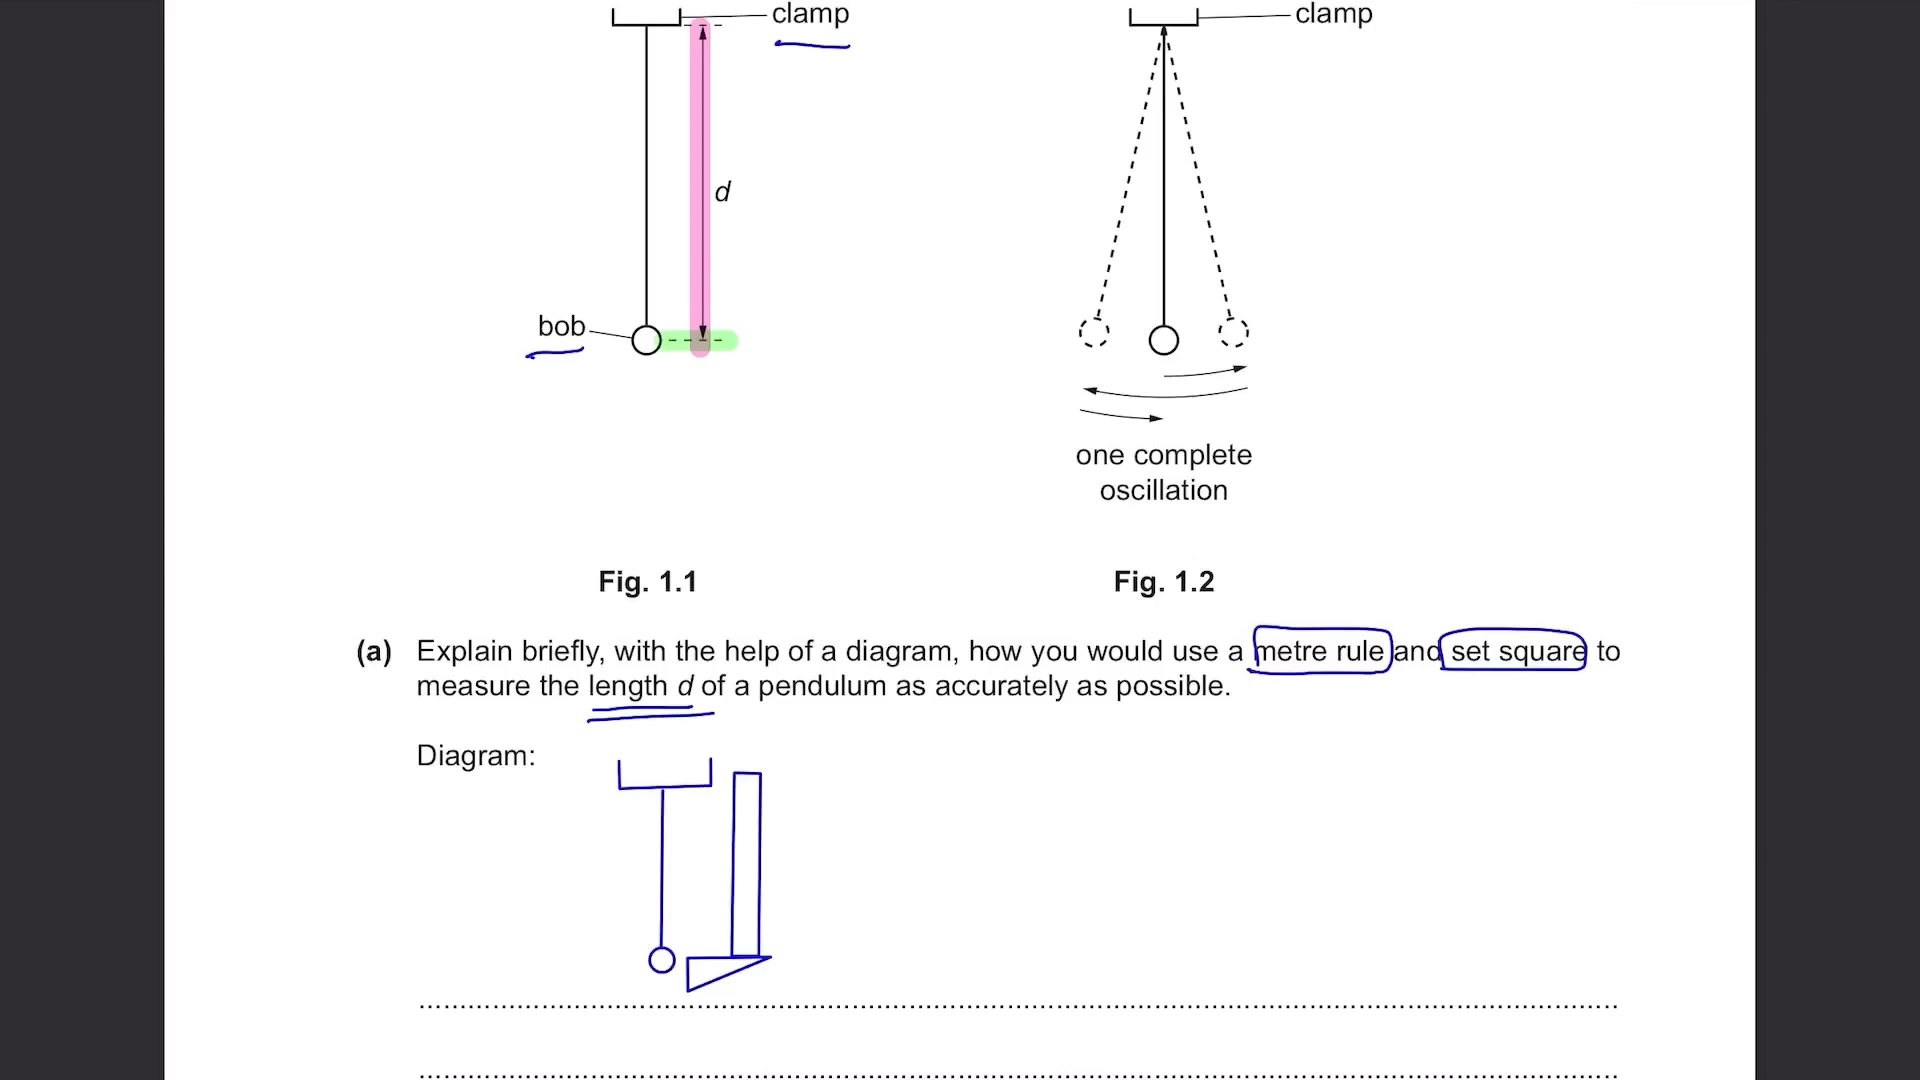 clamp
clamp
d
bob
one complete
oscillation
Fig. 1.1
Fig. 1.2
(a) Explain briefly, with the help of a diagram, how you would use a metre rule and set square to
measure the length d of a pendulum as accurately as possible.
Diagram: